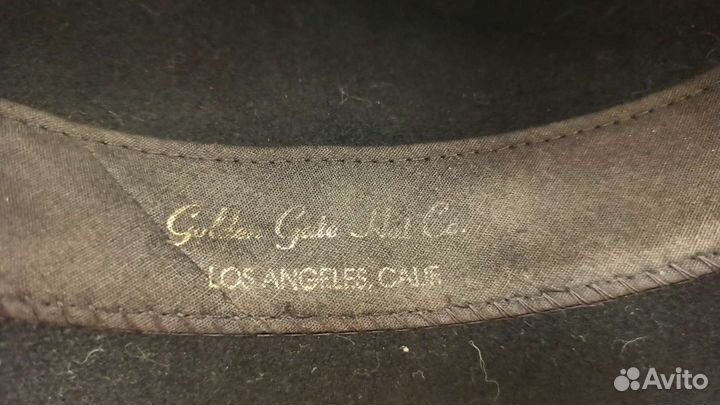 Golden Gate Hat Co.
LOS ANGELES, CALIF.
Avito